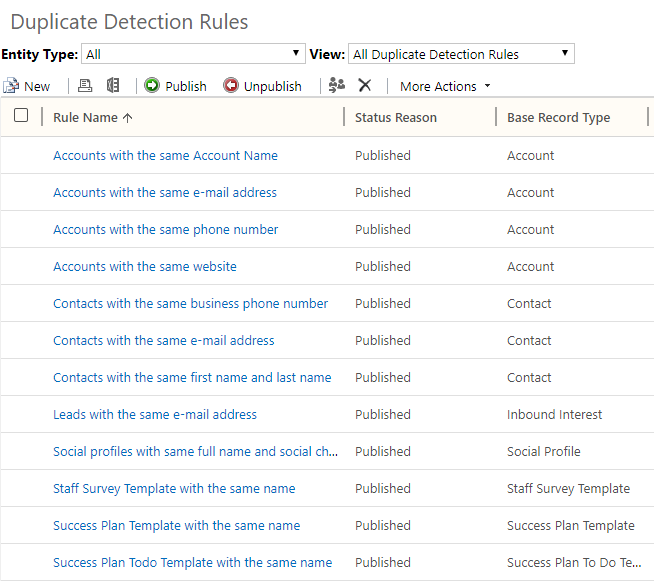 Duplicate Detection Rules
Entity Type: All View: All Duplicate Detection Rules
New Publish Unpublish More Actions
Rule Name Status Reason Base Record Type
Accounts with the same Account Name Published Account
Accounts with the same e-mail address Published Account
Accounts with the same phone number Published Account
Accounts with the same website Published Account
Contacts with the same business phone number Published Contact
Contacts with the same e-mail address Published Contact
Contacts with the same first name and last name Published Contact
Leads with the same e-mail address Published Inbound Interest
Social profiles with same full name and social ch... Published Social Profile
Staff Survey Template with the same name Published Staff Survey Template
Success Plan Template with the same name Published Success Plan Template
Success Plan Todo Template with the same name Published Success Plan To Do Te...